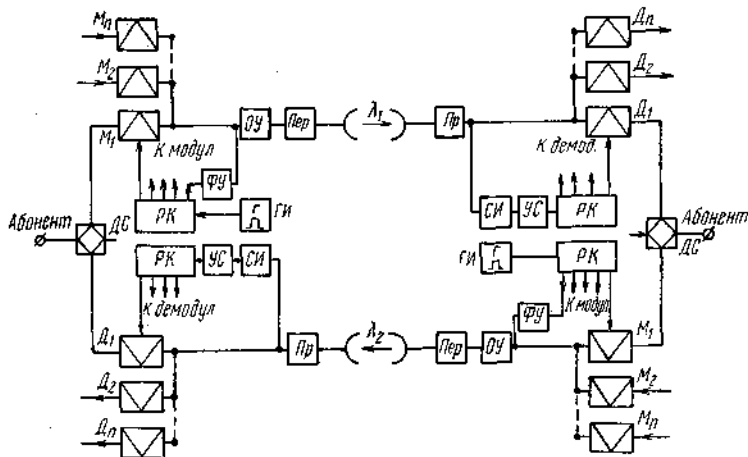 Мп
М2
М1
К модул
ОУ
Пер
λ1
Пр
Дп
Д2
Д1
К демод.
ФУ
РК
ГИ
СИ
УС
РК
Абонент
ДС
Абонент
ДС
РК
УС
СИ
К демодул
ГИ
РК
К модул
ФУ
Д1
Пр
λ2
Пер
ОУ
М1
Д2
М2
Дп
Мп